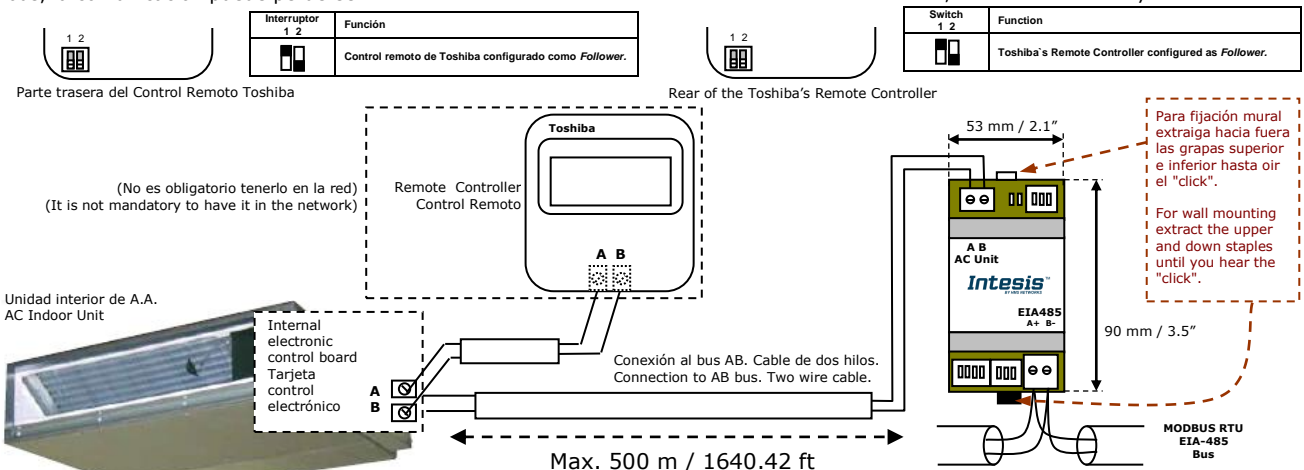 Interruptor
1 2
Función
Control remoto de Toshiba configurado como Follower.
1 2
Parte trasera del Control Remoto Toshiba
Switch
1 2
Function
Toshiba`s Remote Controller configured as Follower.
1 2
Rear of the Toshiba's Remote Controller
(No es obligatorio tenerlo en la red)
(It is not mandatory to have it in the network)
Remote Controller
Control Remoto
Toshiba
A B
53 mm / 2.1”
A B
AC Unit
Intesis™
BY HMS NETWORKS
EIA485
A+ B-
90 mm / 3.5”
Para fijación mural
extraiga hacia fuera
las grapas superior
e inferior hasta oir
el "click".
For wall mounting
extract the upper
and down staples
until you hear the
"click".
Unidad interior de A.A.
AC Indoor Unit
Internal
electronic
control board
Tarjeta
control
electrónico
A
B
Conexión al bus AB. Cable de dos hilos.
Connection to AB bus. Two wire cable.
Max. 500 m / 1640.42 ft
MODBUS RTU
EIA-485
Bus